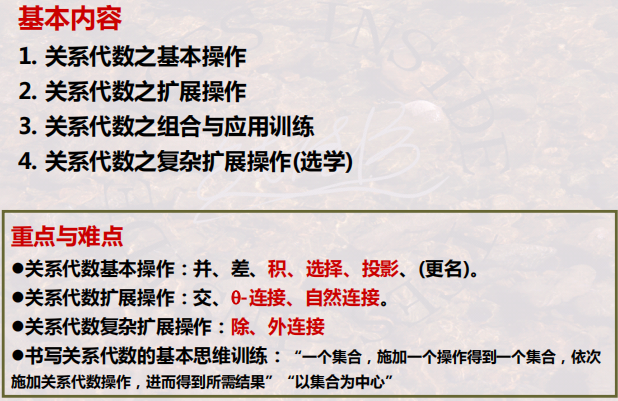 基本内容
1. 关系代数之基本操作
2. 关系代数之扩展操作
3. 关系代数之组合与应用训练
4. 关系代数之复杂扩展操作(选学)
重点与难点
●关系代数基本操作：并、差、积、选择、投影、(更名)。
●关系代数扩展操作：交、θ-连接、自然连接。
●关系代数复杂扩展操作：除、外连接
●书写关系代数的基本思维训练：“一个集合，施加一个操作得到一个集合，依次
施加关系代数操作，进而得到所需结果”“以集合为中心”